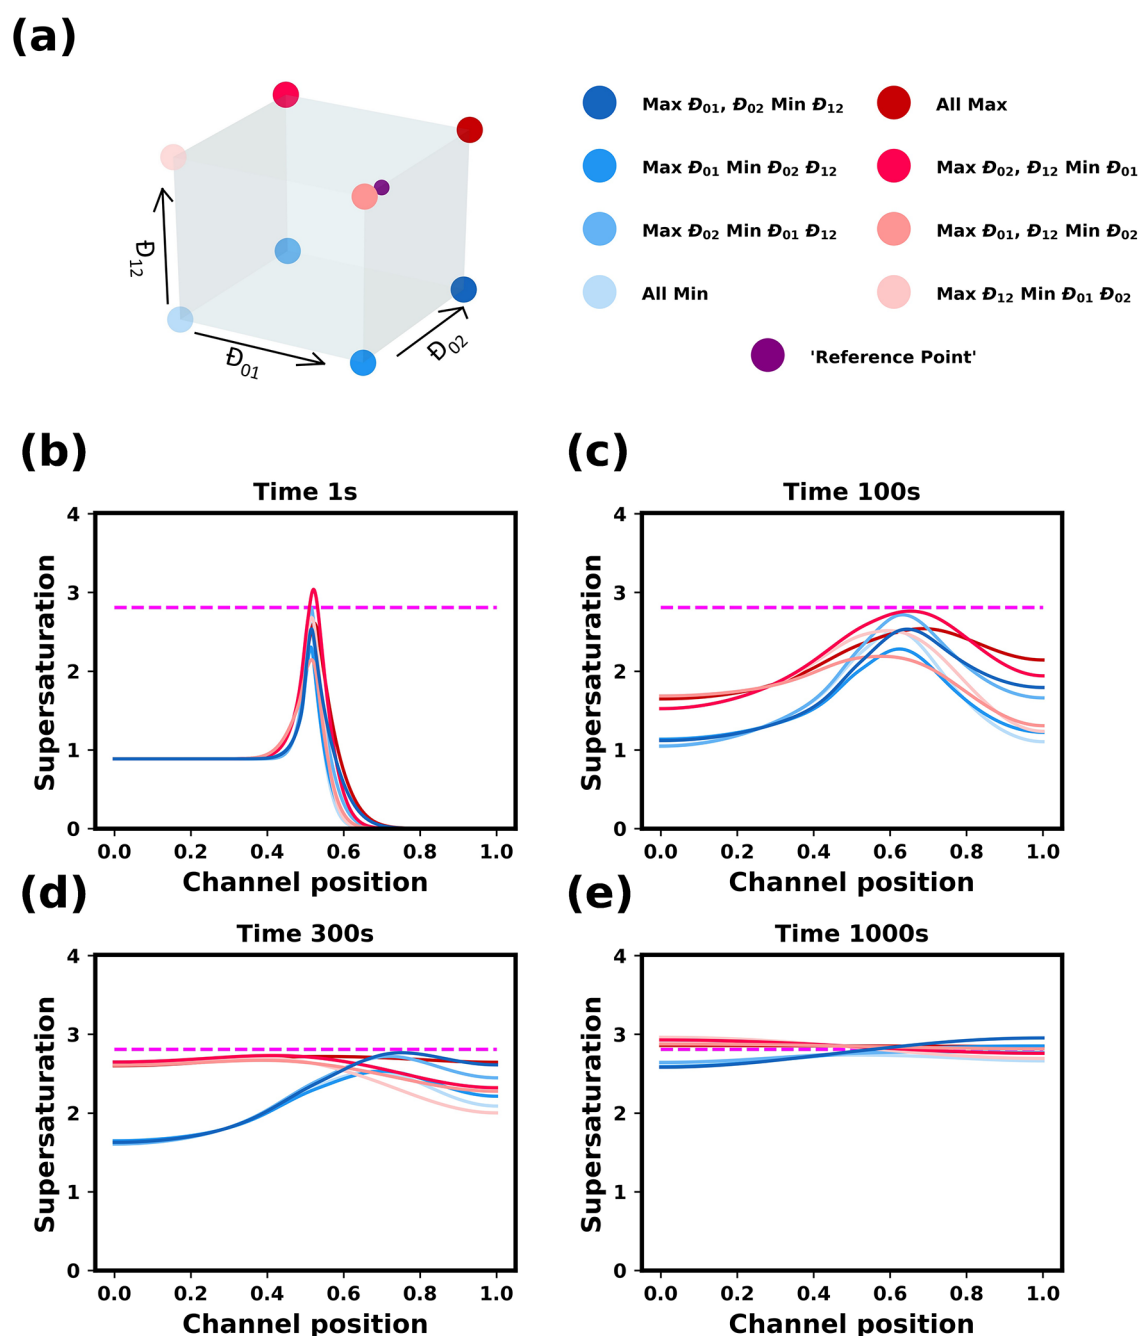 (a)
Đ12
Đ01
Đ02
Max Đ01, Đ02 Min Đ12
Max Đ01 Min Đ02 Đ12
Max Đ02 Min Đ01 Đ12
All Min
All Max
Max Đ02, Đ12 Min Đ01
Max Đ01, Đ12 Min Đ02
Max Đ12 Min Đ01 Đ02
'Reference Point'
(b)
Time 1s
Supersaturation
4
3
2
1
0
0.0 0.2 0.4 0.6 0.8 1.0
Channel position
(c)
Time 100s
Supersaturation
4
3
2
1
0
0.0 0.2 0.4 0.6 0.8 1.0
Channel position
(d)
Time 300s
Supersaturation
4
3
2
1
0
0.0 0.2 0.4 0.6 0.8 1.0
Channel position
(e)
Time 1000s
Supersaturation
4
3
2
1
0
0.0 0.2 0.4 0.6 0.8 1.0
Channel position